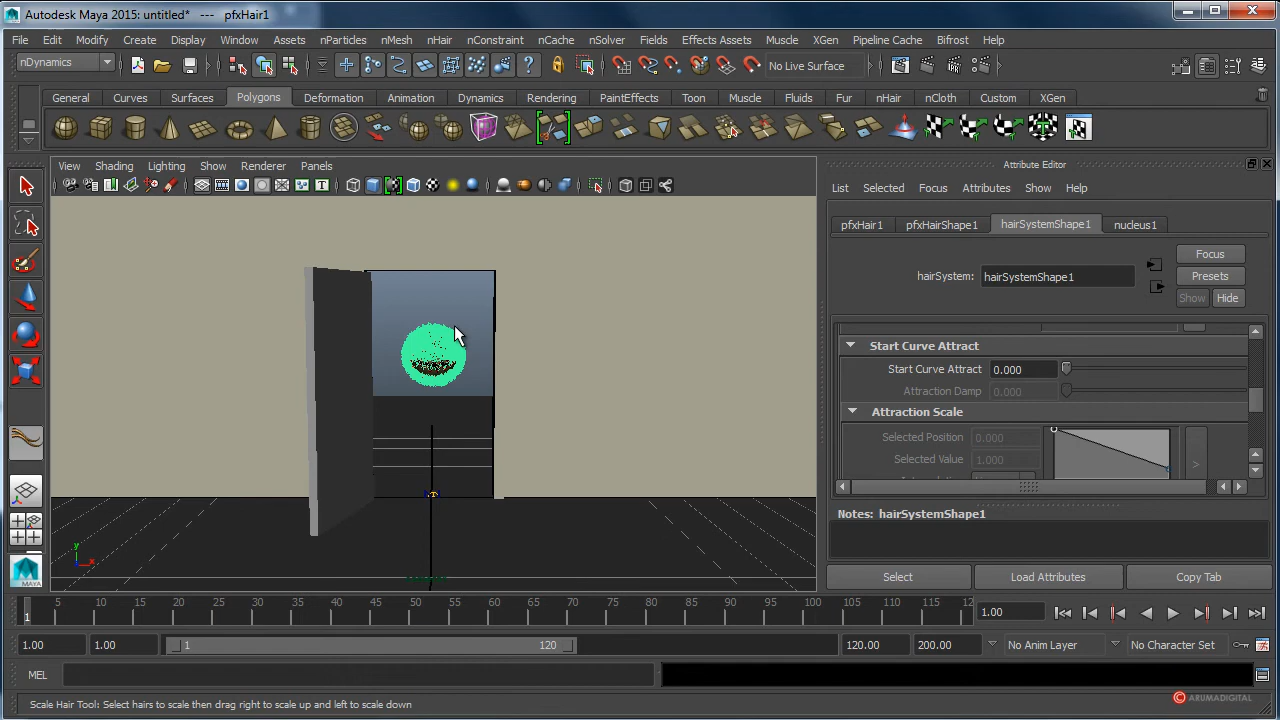 Autodesk Maya 2015: untitled*   ---   pfxHair1
File Edit Modify Create Display Window Assets nParticles nMesh nHair nConstraint nCache nSolver Fields Effects Assets Muscle XGen Pipeline Cache Bifrost Help
nDynamics No Live Surface
General Curves Surfaces Polygons Deformation Animation Dynamics Rendering PaintEffects Toon Muscle Fluids Fur nHair nCloth Custom XGen
View Shading Lighting Show Renderer Panels
Attribute Editor
List Selected Focus Attributes Show Help
pfxHair1 pfxHairShape1 hairSystemShape1 nucleus1
hairSystem: hairSystemShape1
Focus
Presets
Show Hide
Start Curve Attract
Start Curve Attract 0.000
Attraction Damp 0.000
Attraction Scale
Selected Position 0.000
Selected Value 1.000
>
Notes: hairSystemShape1
Select Load Attributes Copy Tab
y
x
MAYA
1 5 10 15 20 25 30 35 40 45 50 55 60 65 70 75 80 85 90 95 100 105 110 115 12
1.00
1.00 1.00 1 120 120.00 200.00 No Anim Layer No Character Set
MEL
Scale Hair Tool: Select hairs to scale then drag right to scale up and left to scale down
© ARUMADIGITAL